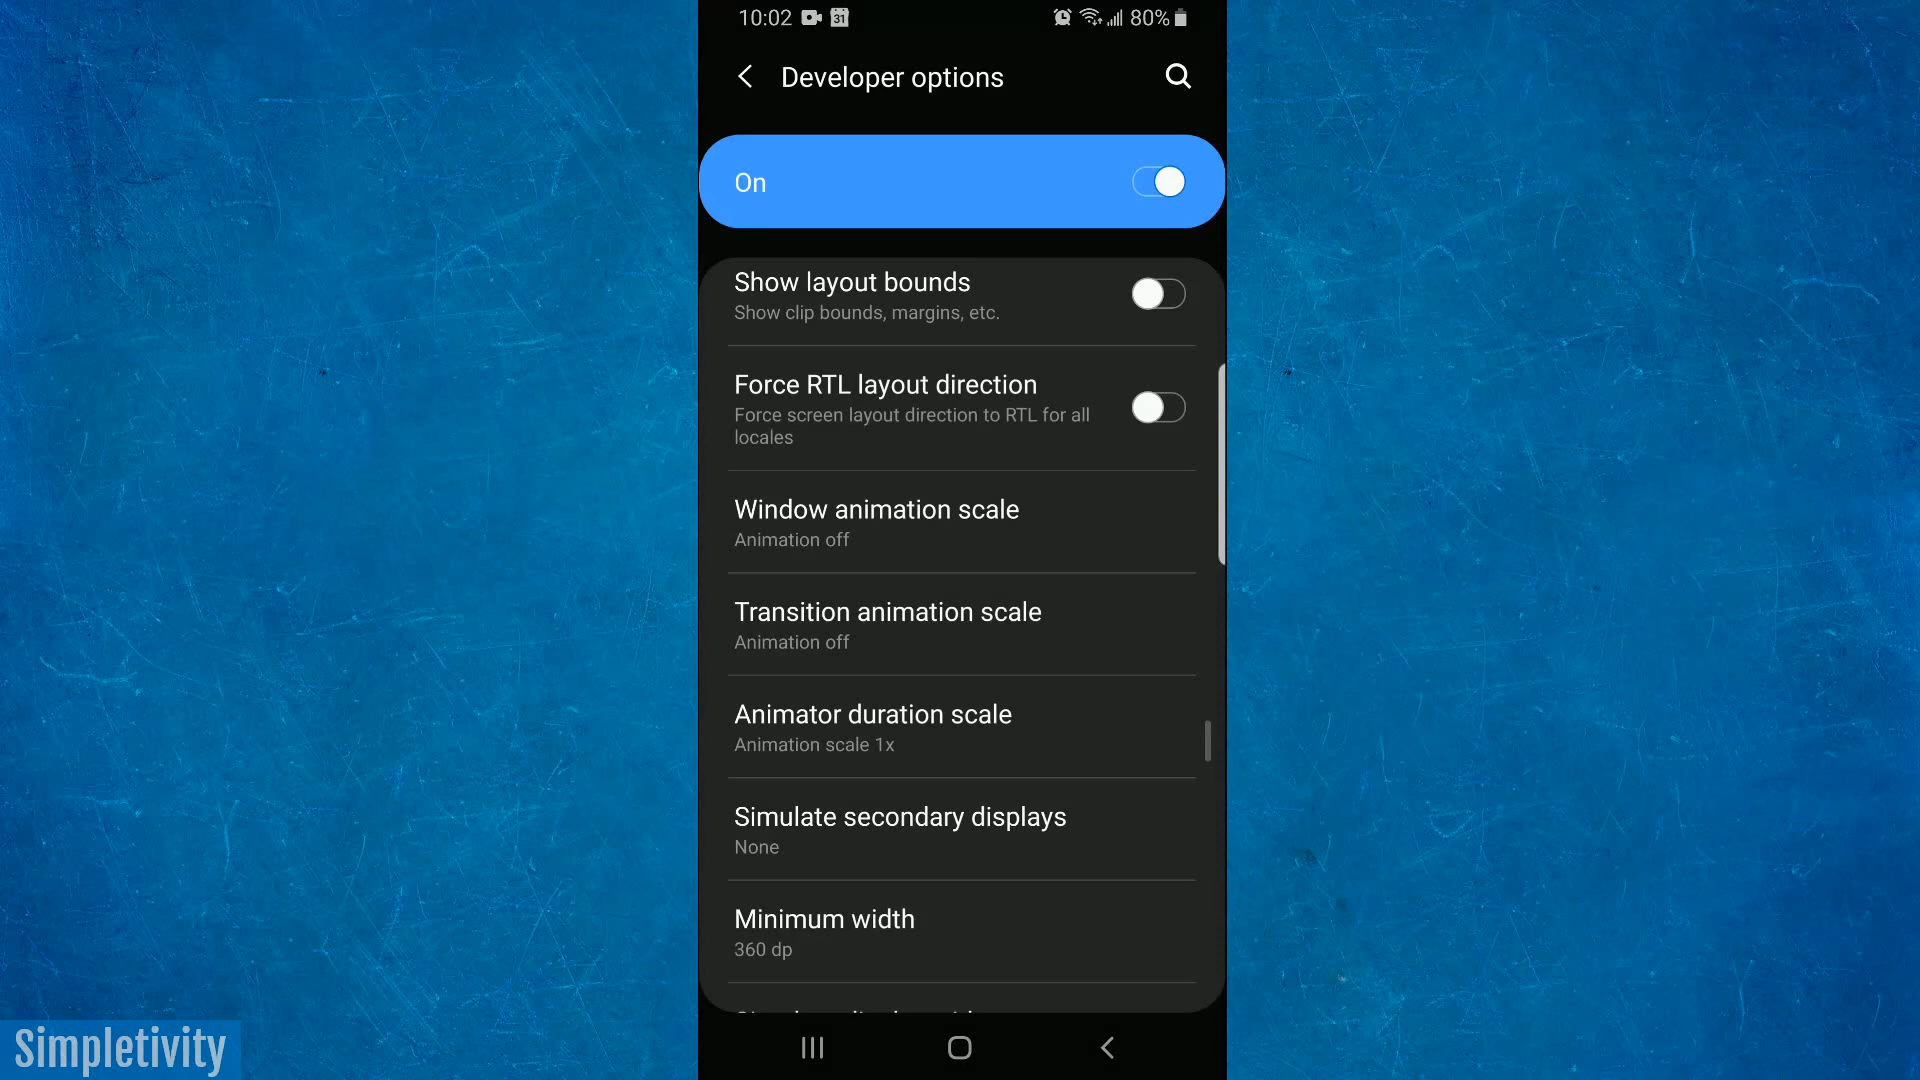 10:02 31 80%
Developer options
On
Show layout bounds
Show clip bounds, margins, etc.
Force RTL layout direction
Force screen layout direction to RTL for all
locales
Window animation scale
Animation off
Transition animation scale
Animation off
Animator duration scale
Animation scale 1x
Simulate secondary displays
None
Minimum width
360 dp
Simpletivity